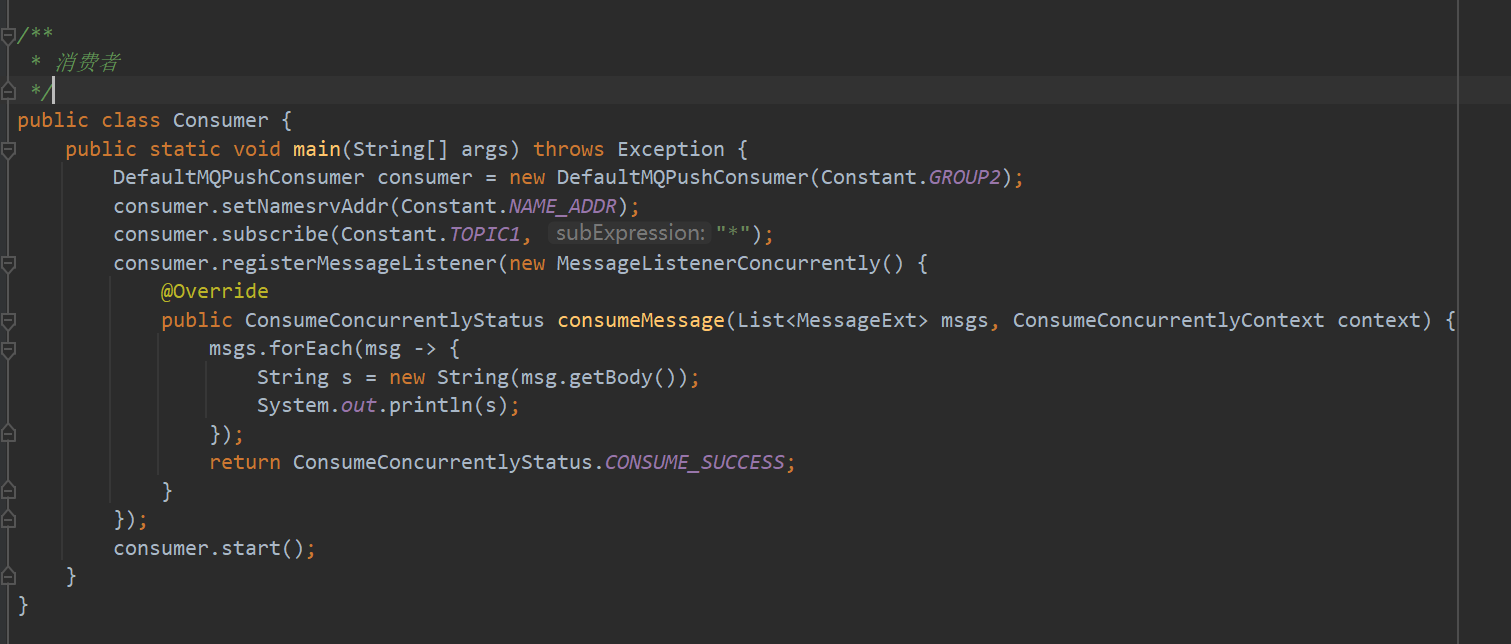 /**
 * 消费者
 */
public class Consumer {
    public static void main(String[] args) throws Exception {
        DefaultMQPushConsumer consumer = new DefaultMQPushConsumer(Constant.GROUP2);
        consumer.setNamesrvAddr(Constant.NAME_ADDR);
        consumer.subscribe(Constant.TOPIC1, subExpression: "*");
        consumer.registerMessageListener(new MessageListenerConcurrently() {
            @Override
            public ConsumeConcurrentlyStatus consumeMessage(List<MessageExt> msgs, ConsumeConcurrentlyContext context) {
                msgs.forEach(msg -> {
                    String s = new String(msg.getBody());
                    System.out.println(s);
                });
                return ConsumeConcurrentlyStatus.CONSUME_SUCCESS;
            }
        });
        consumer.start();
    }
}